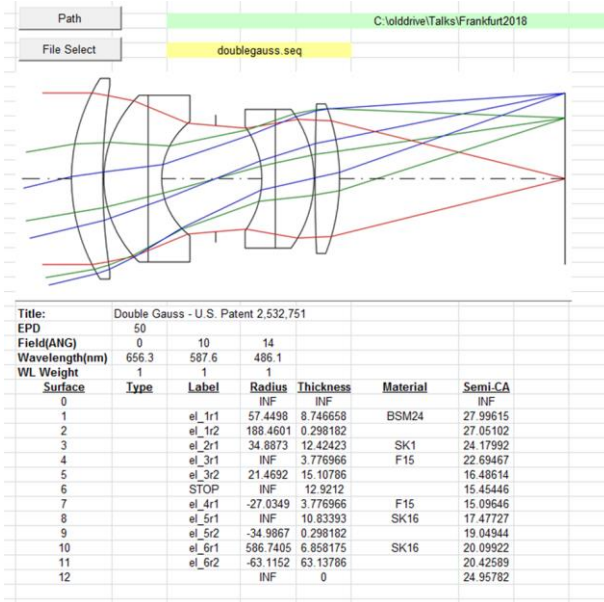 Path C:\olddrive\Talks\Frankfurt2018
File Select doublegauss.seq
Title: Double Gauss - U.S. Patent 2,532,751
EPD 50
Field(ANG) 0 10 14
Wavelength(nm) 656.3 587.6 486.1
WL Weight 1 1 1
Surface Type Label Radius Thickness Material Semi-CA
0 INF INF INF
1 el_1r1 57.4498 8.746658 BSM24 27.99615
2 el_1r2 188.4601 0.298182 27.05102
3 el_2r1 34.8873 12.42423 SK1 24.17992
4 el_3r1 INF 3.776966 F15 22.69467
5 el_3r2 21.4692 15.10786 16.48614
6 STOP INF 12.9212 15.45446
7 el_4r1 -27.0349 3.776966 F15 15.09646
8 el_5r1 INF 10.83393 SK16 17.47727
9 el_5r2 -34.9867 0.298182 19.04944
10 el_6r1 586.7405 6.858175 SK16 20.09922
11 el_6r2 -63.1152 63.13786 20.42589
12 INF 0 24.95782